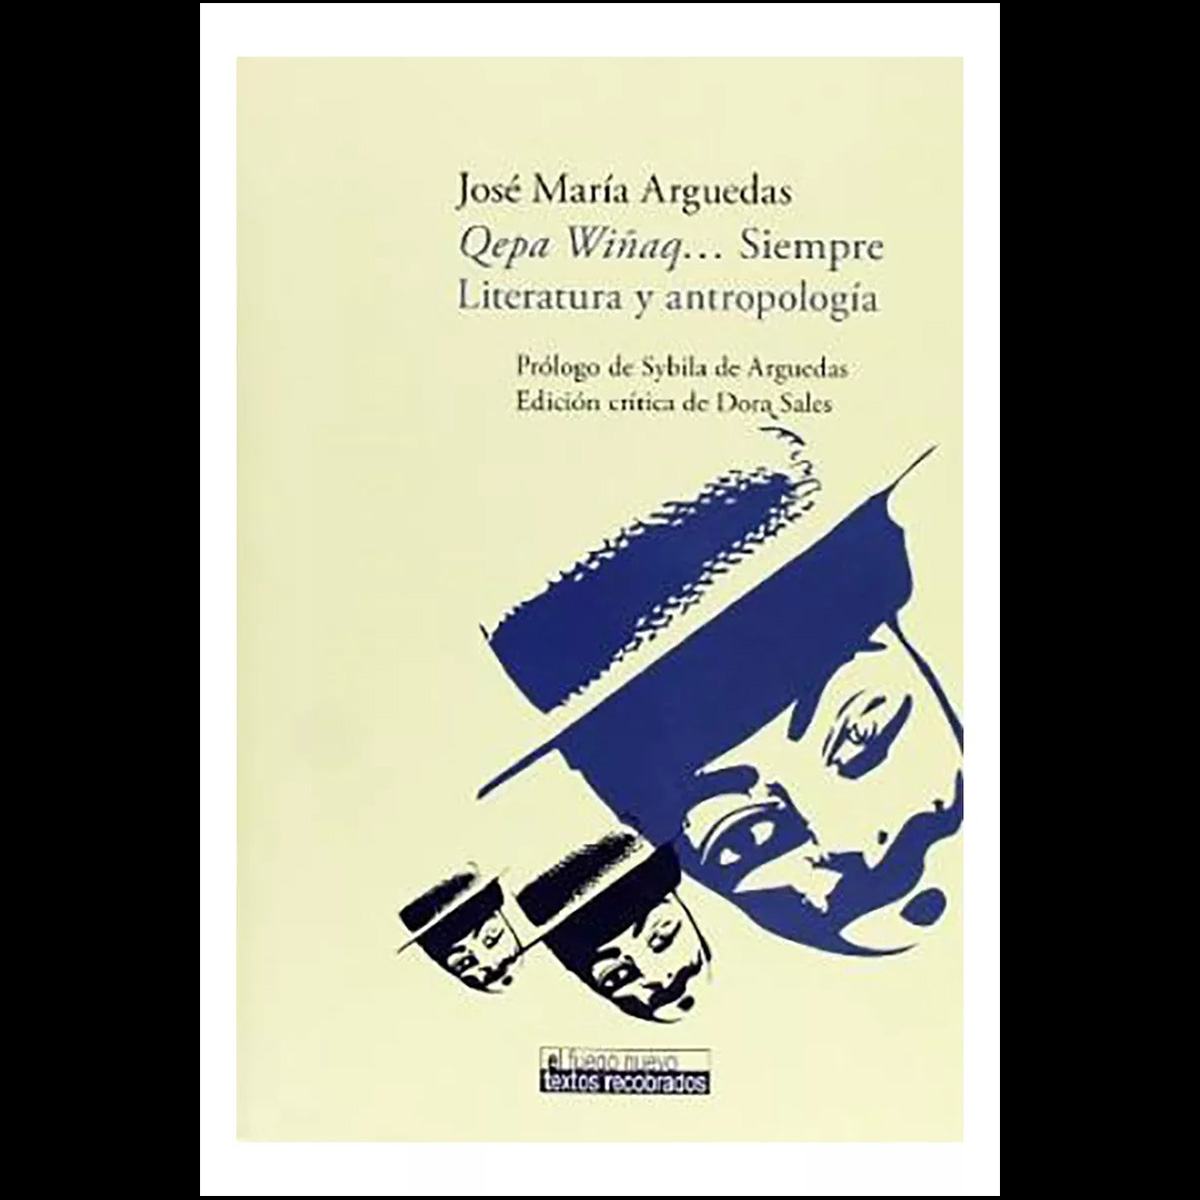 José María Arguedas
Qepa Wiñaq... Siempre
Literatura y antropología
Prólogo de Sybila de Arguedas
Edición crítica de Dora Sales
el fuego nuevo
textos recobrados